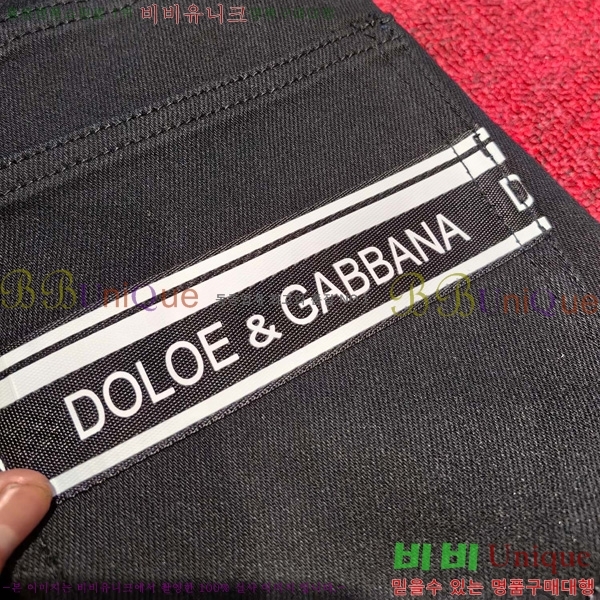 비비유니크
D
DOLOE & GABBANA
BBUniQue
BBUniQue
비비 Unique
믿을수 있는 명품구매대행